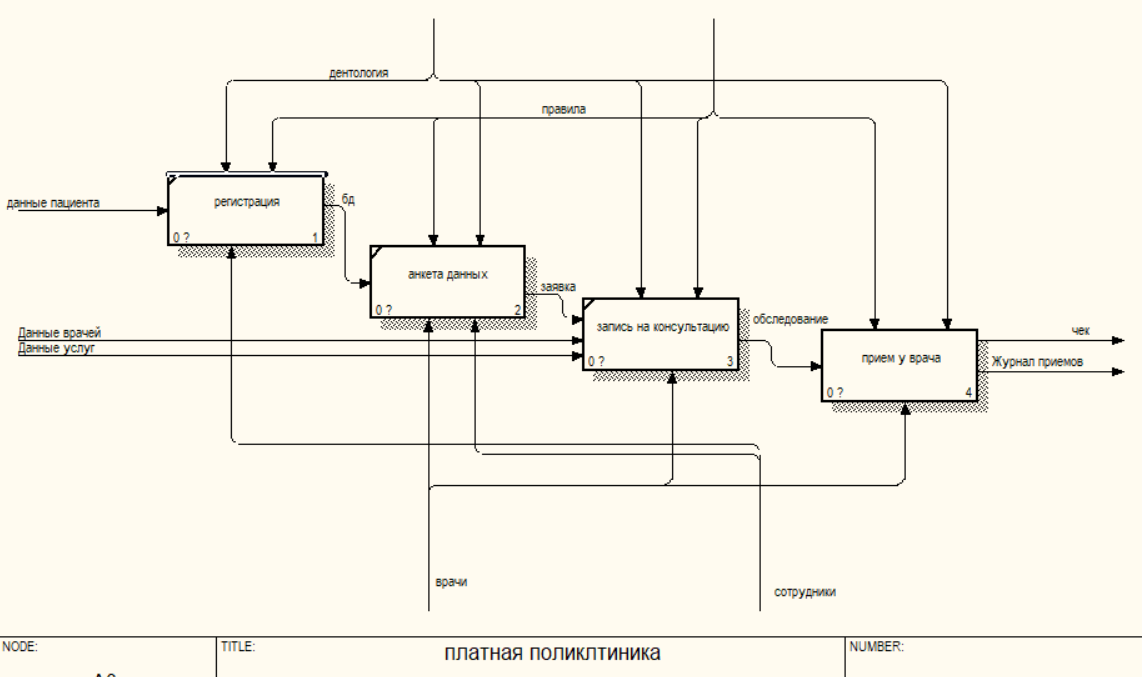 дентология
правила
данные пациента
регистрация
0 ?
1
бд
анкета данных
0 ?
2
заявка
Данные врачей
Данные услуг
запись на консультацию
0 ?
3
обследование
прием у врача
0 ?
4
чек
Журнал приемов
врачи
сотрудники
NODE:
TITLE:
платная поликлтиника
NUMBER: